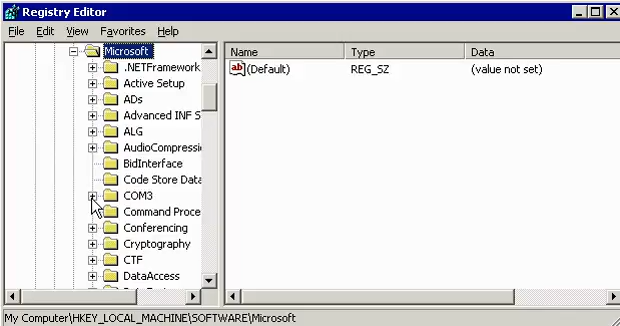 Registry Editor
File Edit View Favorites Help
Microsoft
.NETFramework
Active Setup
ADs
Advanced INF S
ALG
AudioCompressi
BidInterface
Code Store Data
COM3
Command Proce
Conferencing
Cryptography
CTF
DataAccess
Name Type Data
ab (Default) REG_SZ (value not set)
My Computer\HKEY_LOCAL_MACHINE\SOFTWARE\Microsoft